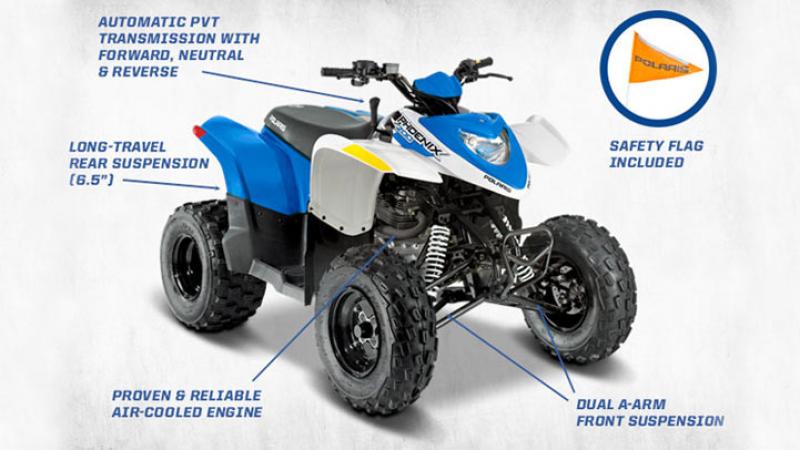 AUTOMATIC PVT
TRANSMISSION WITH
FORWARD, NEUTRAL
& REVERSE
POLARIS
SAFETY FLAG
INCLUDED
LONG-TRAVEL
REAR SUSPENSION
(6.5")
POLARIS
PHOENIX
200
POLARIS
PROVEN & RELIABLE
AIR-COOLED ENGINE
DUAL A-ARM
FRONT SUSPENSION